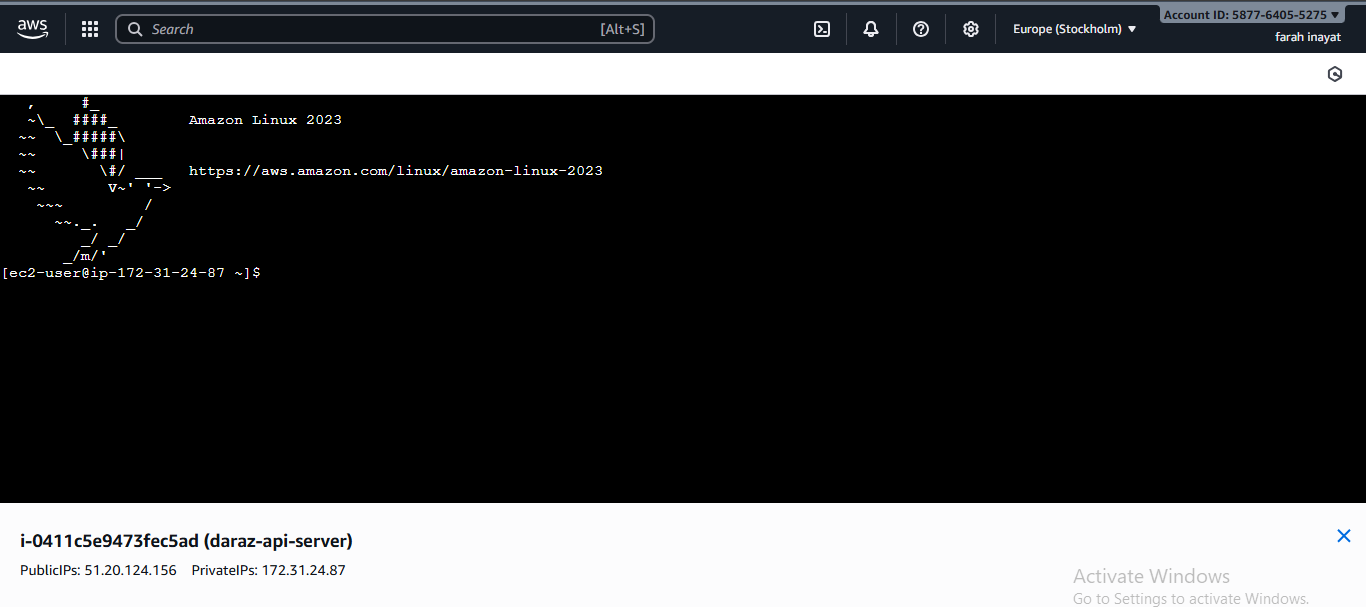 aws
Search [Alt+S]
Europe (Stockholm) ▼
Account ID: 5877-6405-5275 ▼
farah inayat
   ,     #_
   ~\_  ####_        Amazon Linux 2023
  ~~  \_#####\
  ~~     \###|
  ~~       \#/ ___   https://aws.amazon.com/linux/amazon-linux-2023
   ~~       V~' '->
    ~~~         /
      ~~._.   _/
         _/ _/
       _/m/'
[ec2-user@ip-172-31-24-87 ~]$
i-0411c5e9473fec5ad (daraz-api-server)
PublicIPs: 51.20.124.156 PrivateIPs: 172.31.24.87
Activate Windows
Go to Settings to activate Windows.